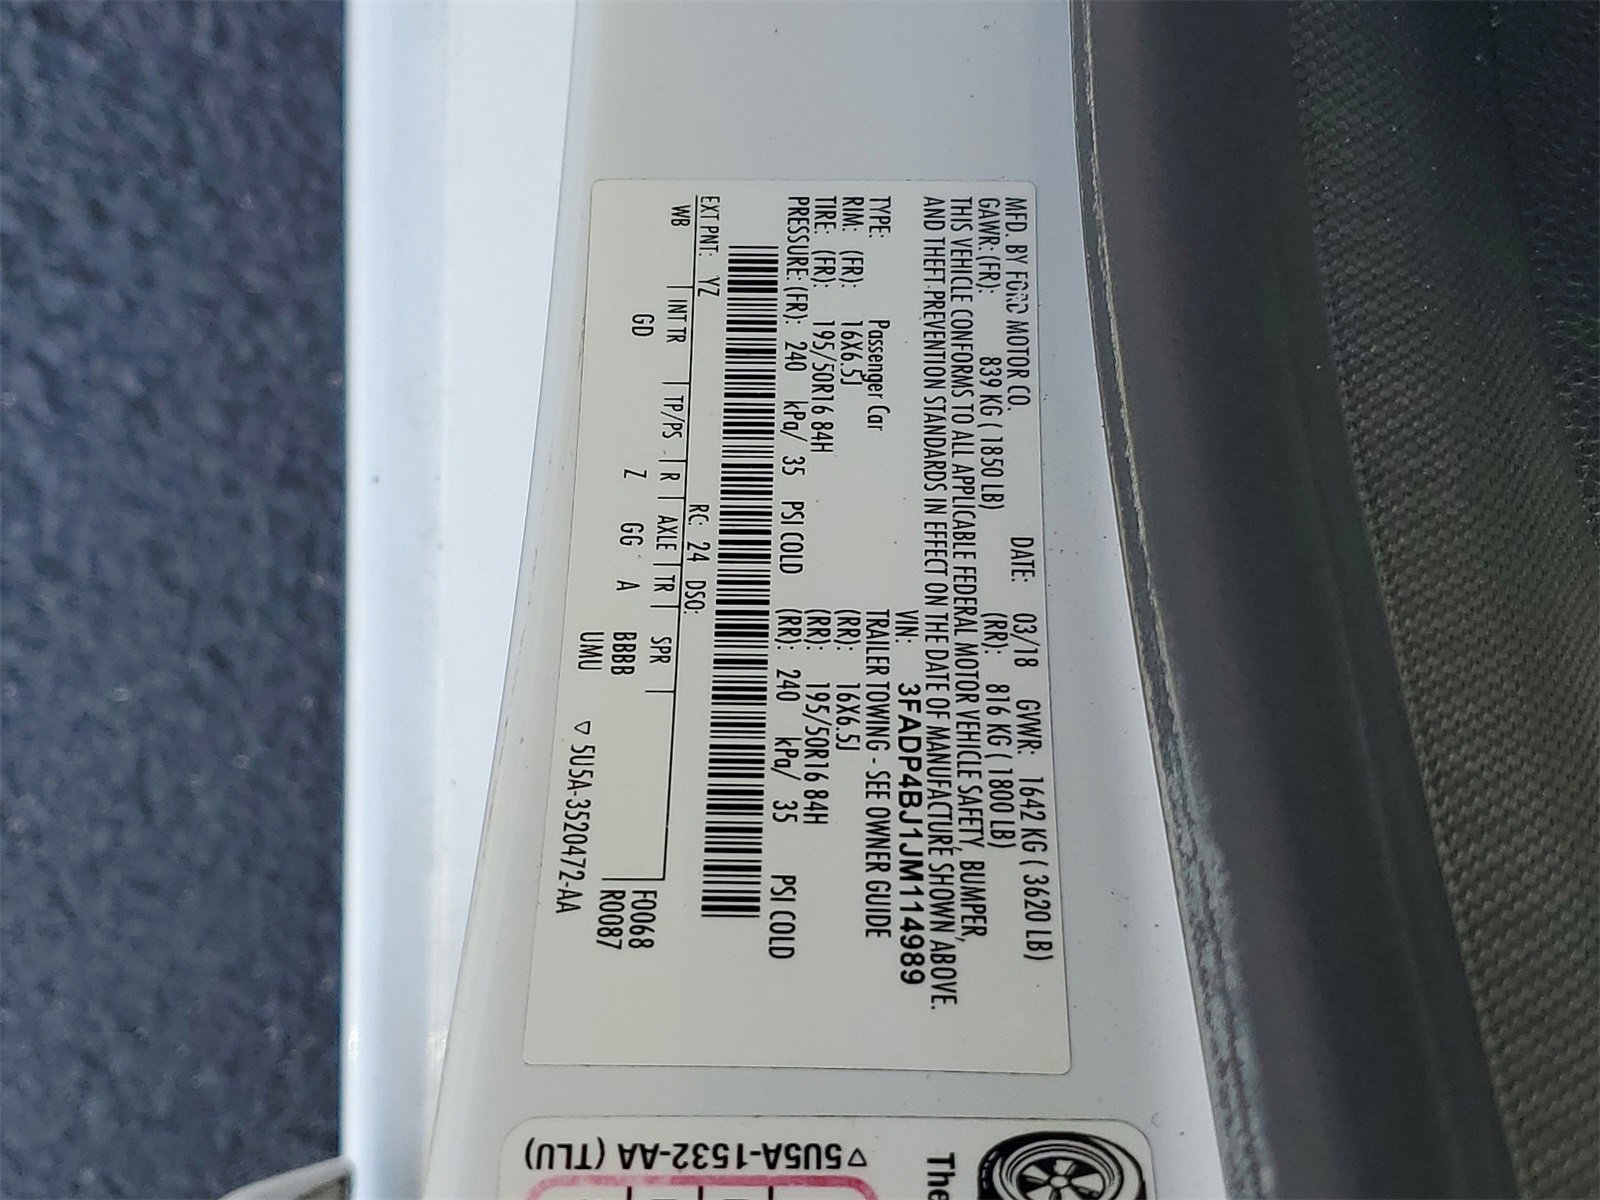 MFD. BY FORD MOTOR CO. DATE: 03/18 GVWR: 1642 KG ( 3620 LB)
GAWR: (FR): 839 KG ( 1850 LB) (RR): 816 KG ( 1800 LB)
THIS VEHICLE CONFORMS TO ALL APPLICABLE FEDERAL MOTOR VEHICLE SAFETY, BUMPER,
AND THEFT PREVENTION STANDARDS IN EFFECT ON THE DATE OF MANUFACTURE SHOWN ABOVE.
VIN: 3FADP4BJ1JM114989
TYPE: Passenger Car TRAILER TOWING - SEE OWNER GUIDE
RIM: (FR): 16X6.5J (RR): 16X6.5J
TIRE: (FR): 195/50R16 84H (RR): 195/50R16 84H
PRESSURE: (FR): 240 kPa/ 35 PSI COLD (RR): 240 kPa/ 35 PSI COLD
EXT PNT: YZ RC: 24 DSO:
WB INT TR TP/PS R AXLE TR SPR F0068
GD Z GG A BBBB R0087
UMU
▽ 5U5A-3520472-AA
▽5U5A-1532-AA (TLU)
The